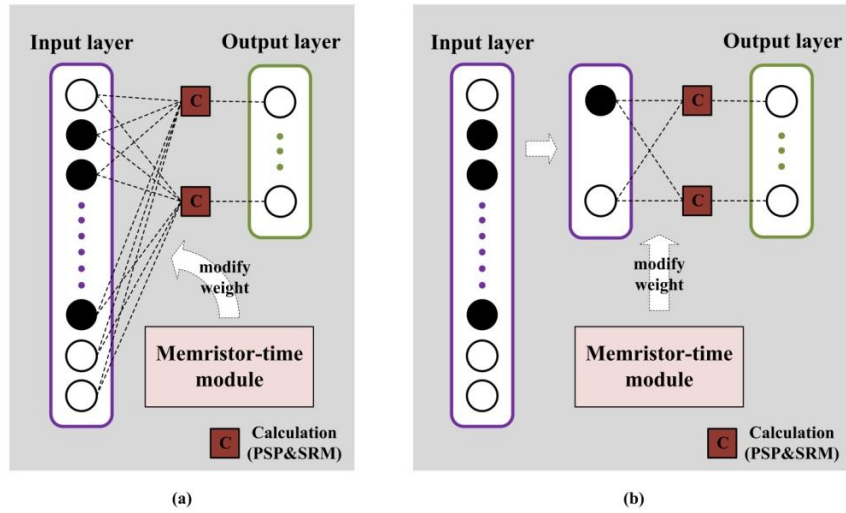 Input layer
Output layer
C
C
modify
weight
Memristor-time
module
C
Calculation
(PSP&SRM)
(a)
Input layer
Output layer
C
C
modify
weight
Memristor-time
module
C
Calculation
(PSP&SRM)
(b)